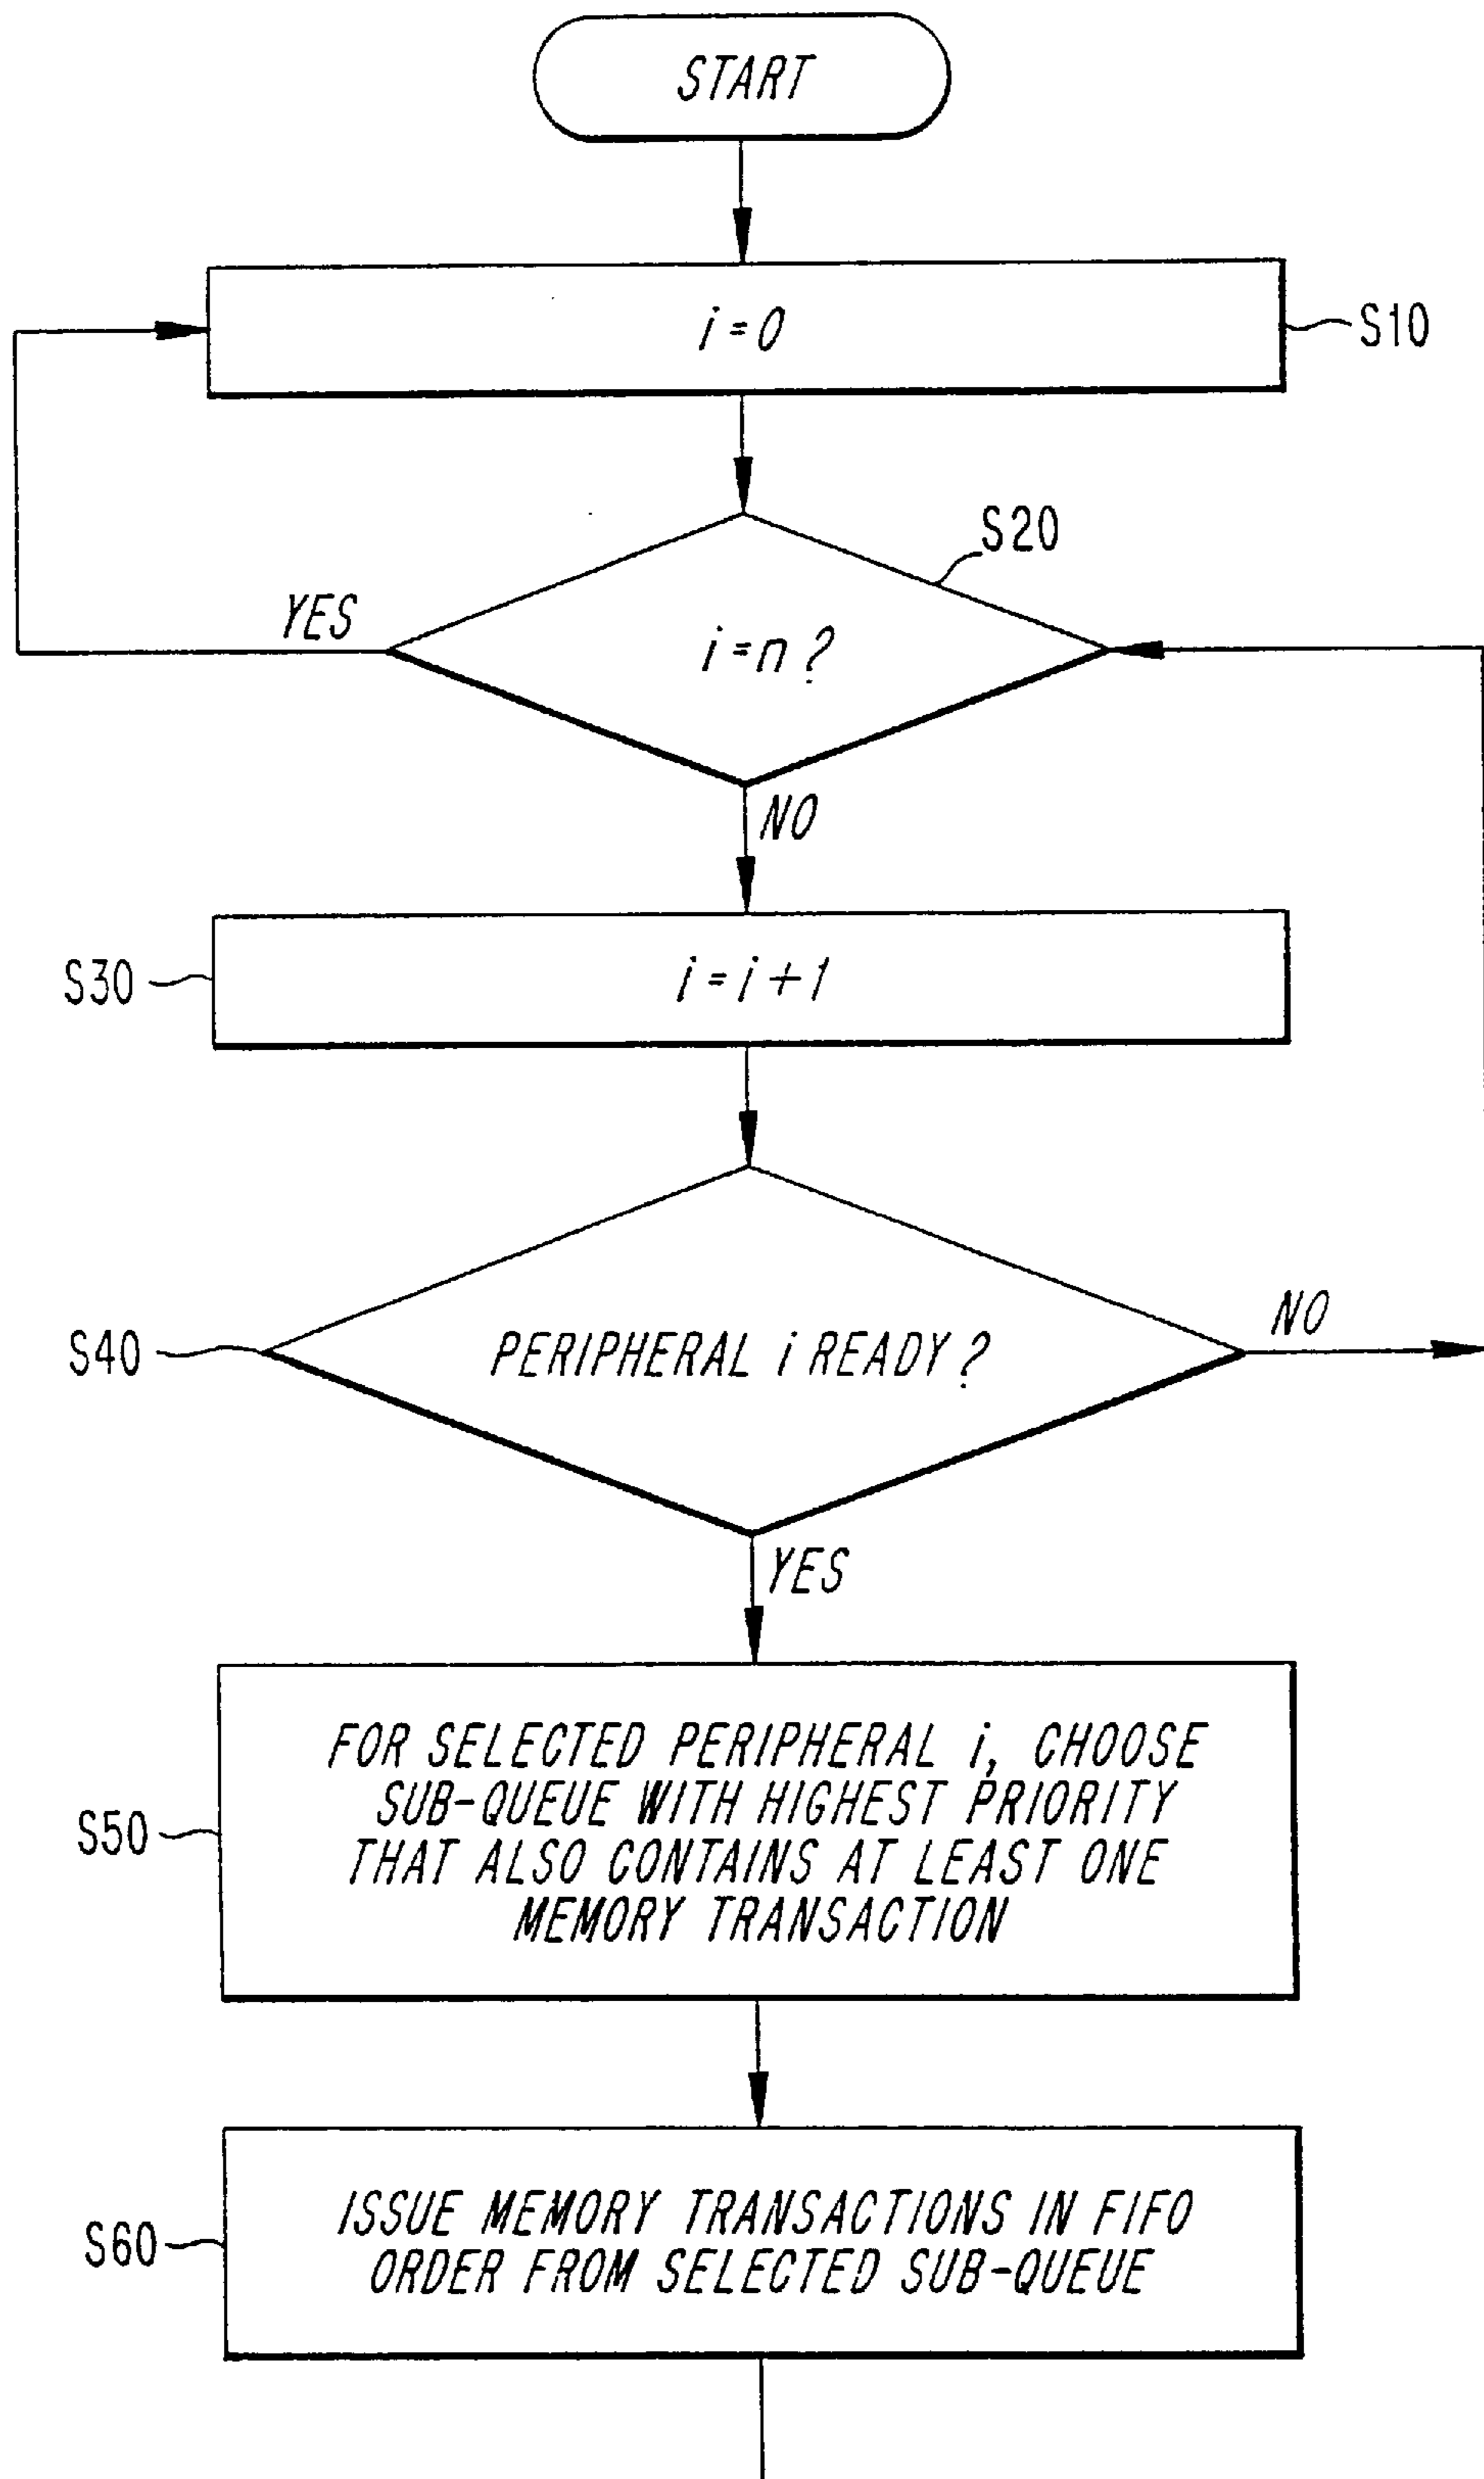 START
i=0
S10
S20
YES
i=n?
NO
S30
i=i+1
S40
PERIPHERAL i READY?
NO
YES
S50
FOR SELECTED PERIPHERAL i, CHOOSE
SUB-QUEUE WITH HIGHEST PRIORITY
THAT ALSO CONTAINS AT LEAST ONE
MEMORY TRANSACTION
S60
ISSUE MEMORY TRANSACTIONS IN FIFO
ORDER FROM SELECTED SUB-QUEUE